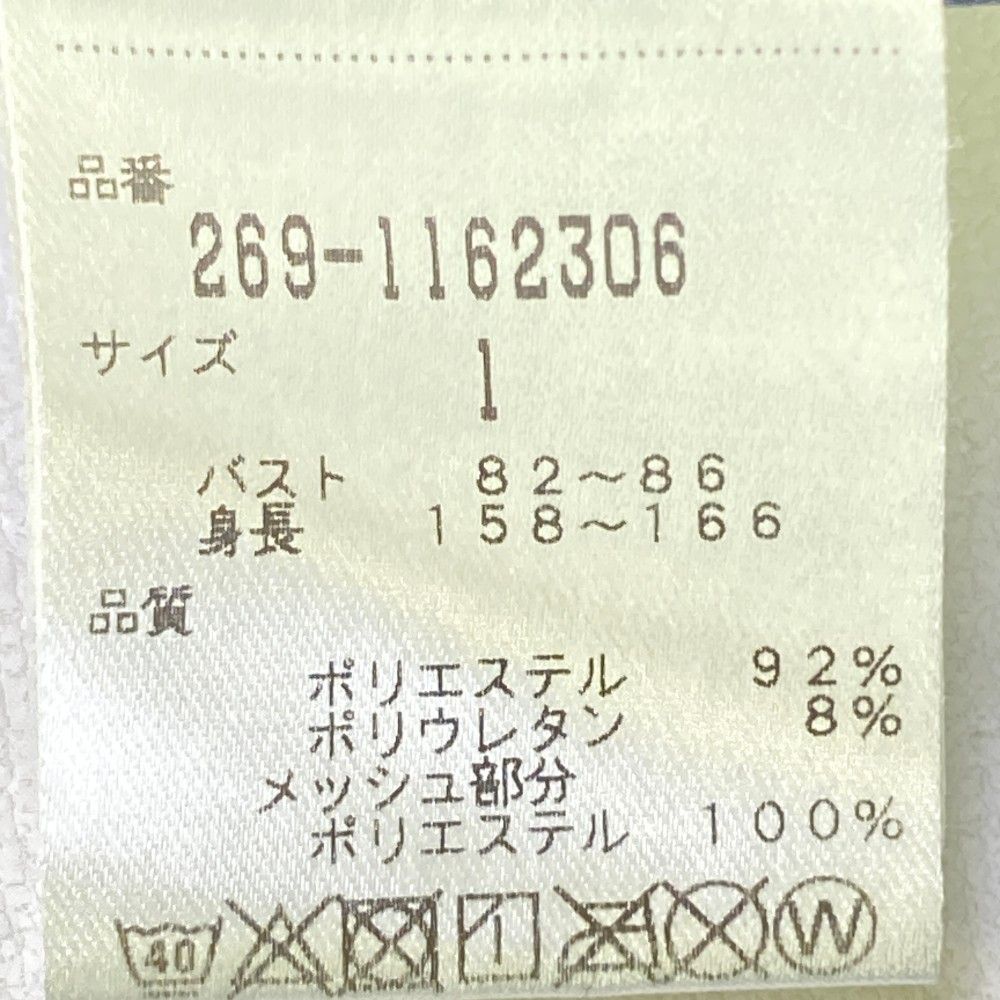 品番
269-1162306
サイズ 1
バスト 82～86
身長 158～166
品質
ポリエステル 92%
ポリウレタン 8%
メッシュ部分
ポリエステル 100%
40 W